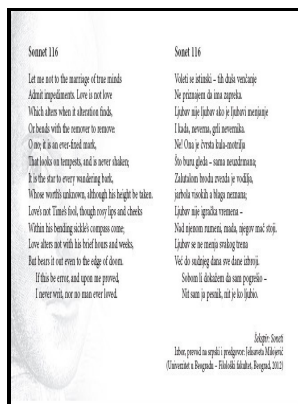 Sonnet 116
Let me not to the marriage of true minds
Admit impediments. Love is not love
Which alters when it alteration finds,
Or bends with the remover to remove:
O no; it is an ever-fixed mark,
That looks on tempests, and is never shaken;
It is the star to every wandering bark,
Whose worth's unknown, although his height be taken.
Love's not Time's fool, though rosy lips and cheeks
Within his bending sickle's compass come;
Love alters not with his brief hours and weeks,
But bears it out even to the edge of doom.
If this be error, and upon me proved,
I never writ, nor no man ever loved.
Sonet 116
Voleti se istinski – tih duša venčanje
Ne priznajem da ima zapreka.
Ljubav nije ljubav ako je ljubovi menjanje
I kada, neverna, grli nevernika.
Ne! Ona je čvrsta kula-motrilja
Što buru gleda – sama neuzdrmana;
Zalutalom brodu zvezda je vodilja,
jarbola visokih a blaga neznana;
Ljubav nije igračka vremena –
Nad njenom rumeni, mada, njegov mač stoji.
Ljubav se ne menja svakog trena
Već do sudnjeg dana sve dane izbroji.
Sobom li dokažem da sam pogrešio –
Nit sam ja pesnik, nit je ko ljubio.
Šekspir: Soneti
Izbor, prevod na srpski i predgovor: Jelisaveta Milojević
(Univerzitet u Beogradu – Filološki fakultet, Beograd, 2012)